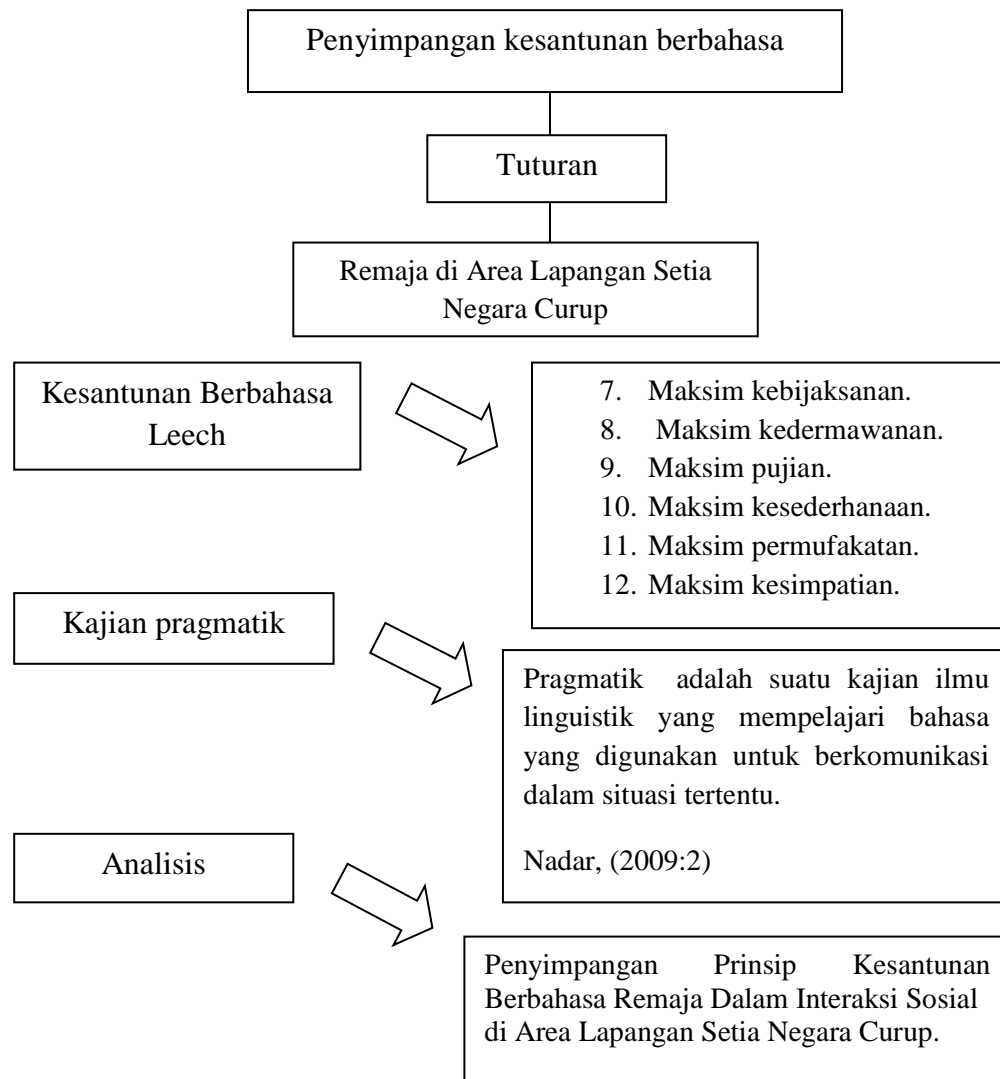 Penyimpangan kesantunan berbahasa
Tuturan
Remaja di Area Lapangan Setia
Negara Curup
Kesantunan Berbahasa
Leech
7. Maksim kebijaksanan.
8. Maksim kedermawanan.
9. Maksim pujian.
10. Maksim kesederhanaan.
11. Maksim permufakatan.
12. Maksim kesimpatian.
Kajian pragmatik
Pragmatik adalah suatu kajian ilmu
linguistik yang mempelajari bahasa
yang digunakan untuk berkomunikasi
dalam situasi tertentu.
Nadar, (2009:2)
Analisis
Penyimpangan Prinsip Kesantunan
Berbahasa Remaja Dalam Interaksi Sosial
di Area Lapangan Setia Negara Curup.